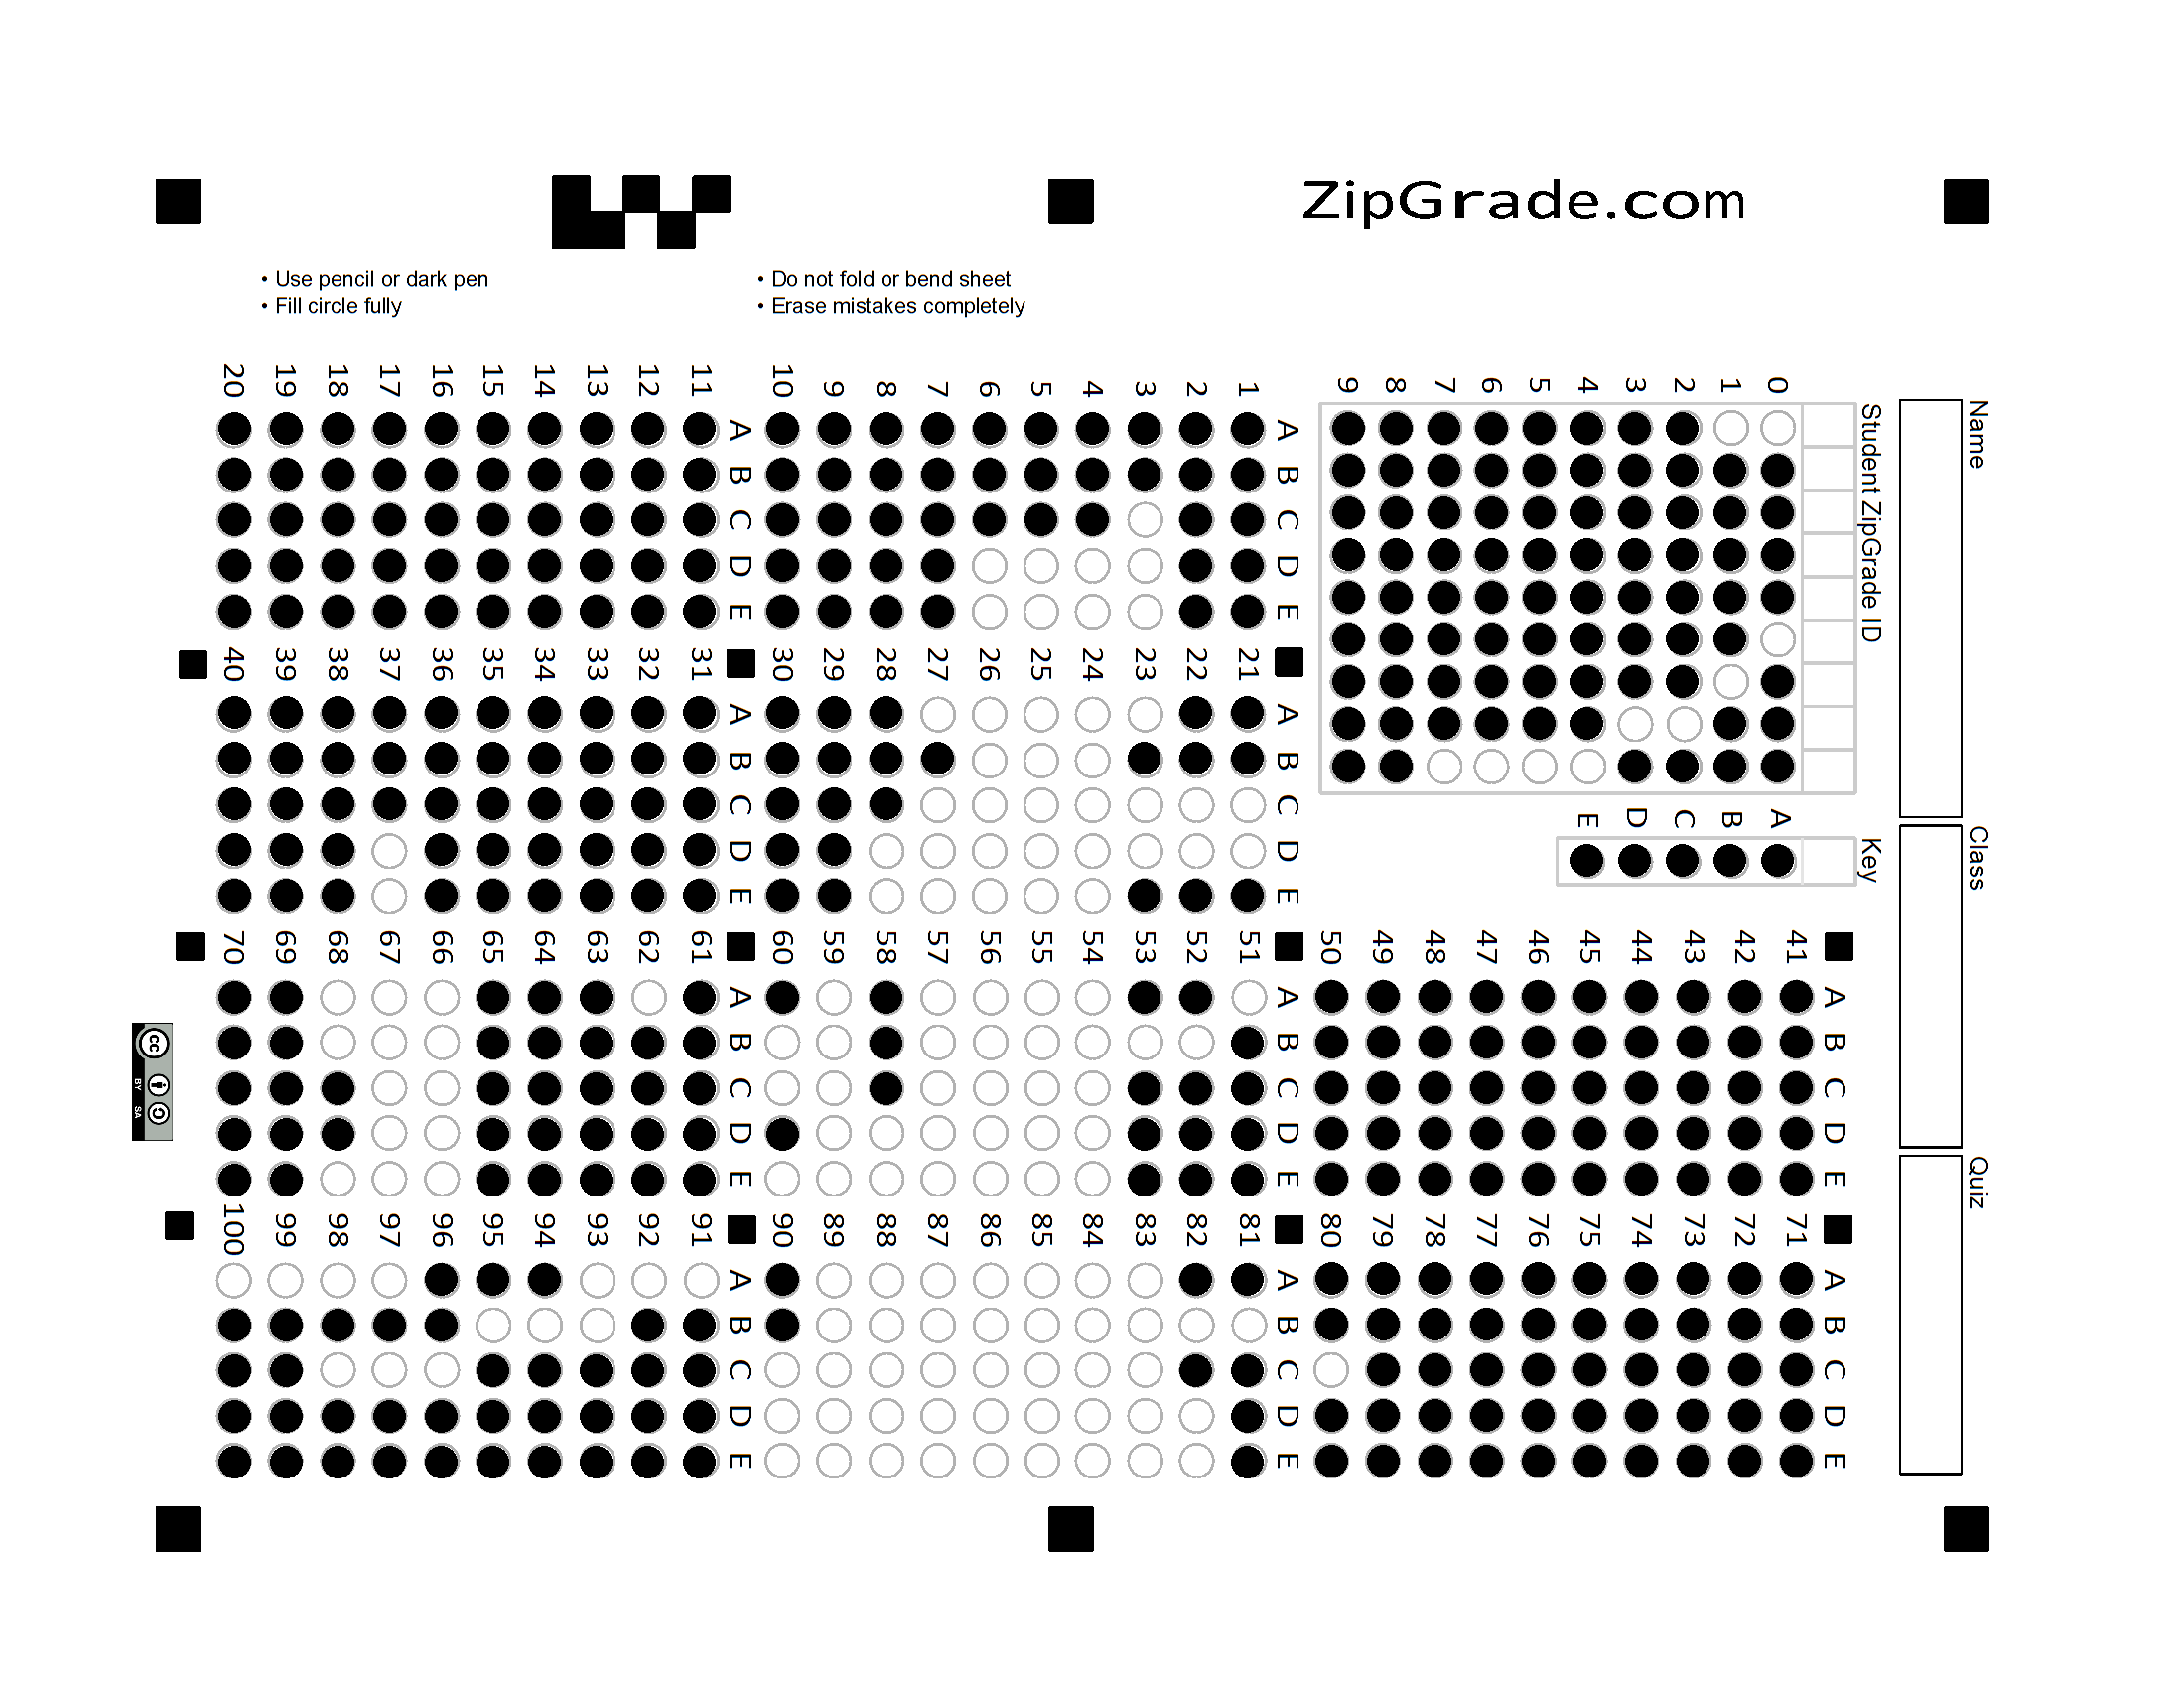 ZipGrade.com
• Use pencil or dark pen
• Fill circle fully
• Do not fold or bend sheet
• Erase mistakes completely
Name
Class
Quiz
Student ZipGrade ID
0 1 2 3 4 5 6 7 8 9
Key
A B C D E
A B C D E
1 2 3 4 5 6 7 8 9 10
A B C D E
11 12 13 14 15 16 17 18 19 20
A B C D E
21 22 23 24 25 26 27 28 29 30
A B C D E
31 32 33 34 35 36 37 38 39 40
A B C D E
41 42 43 44 45 46 47 48 49 50
A B C D E
51 52 53 54 55 56 57 58 59 60
A B C D E
61 62 63 64 65 66 67 68 69 70
A B C D E
71 72 73 74 75 76 77 78 79 80
A B C D E
81 82 83 84 85 86 87 88 89 90
A B C D E
91 92 93 94 95 96 97 98 99 100
cc BY SA